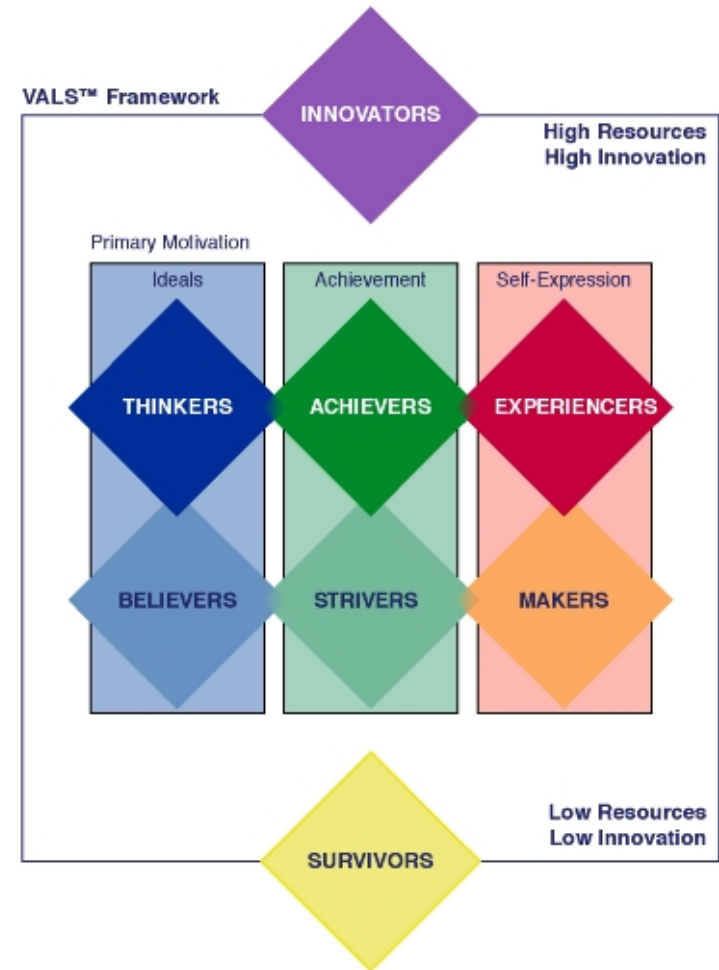 VALS™ Framework
INNOVATORS
High Resources
High Innovation
Primary Motivation
Ideals
Achievement
Self-Expression
THINKERS
ACHIEVERS
EXPERIENCERS
BELIEVERS
STRIVERS
MAKERS
Low Resources
Low Innovation
SURVIVORS